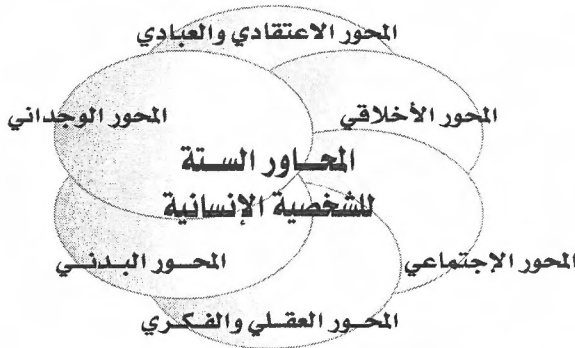 المحور الاعتقادي والعبادي
المحور الأخلاقي
المحور الوجداني
المحاور الستة
للشخصية الإنسانية
المحور الإجتماعي
المحور البدني
المحور العقلي والفكري